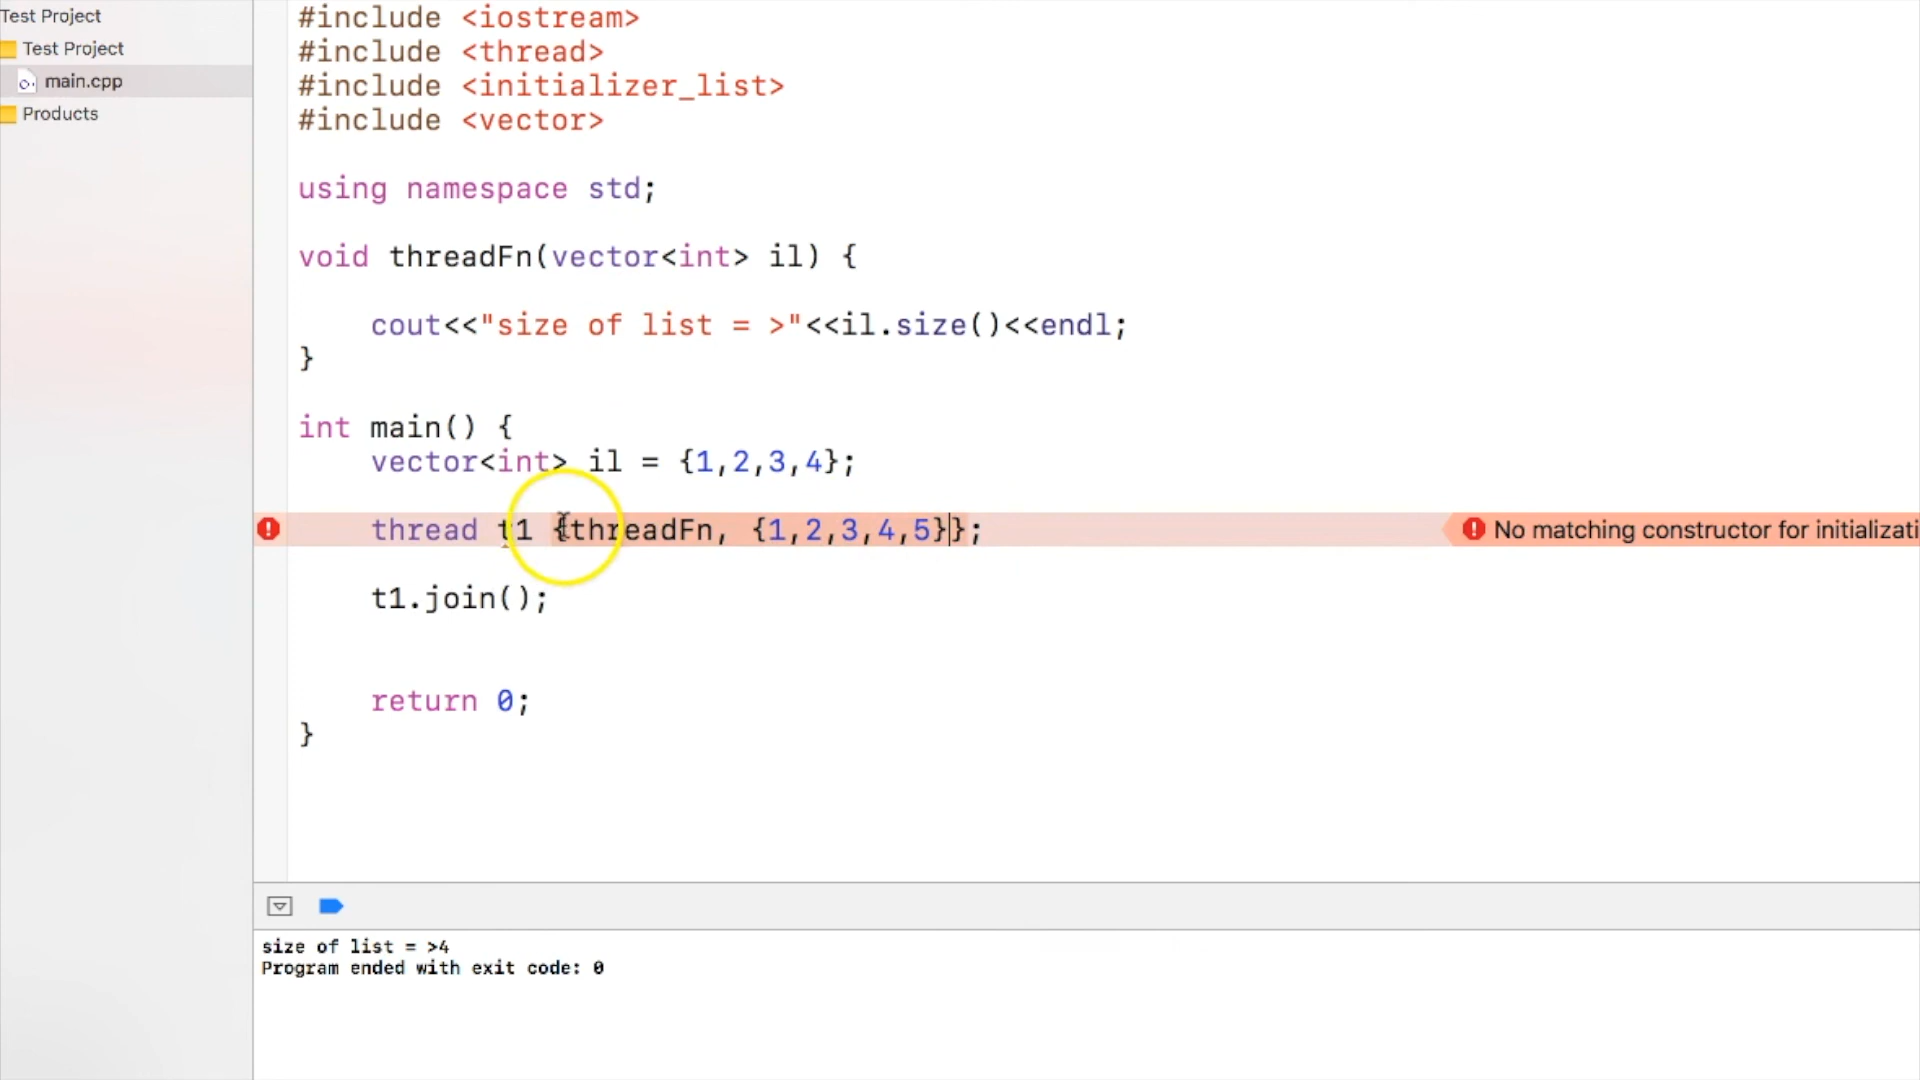 Test Project
Test Project
main.cpp
Products
#include <iostream>
#include <thread>
#include <initializer_list>
#include <vector>
using namespace std;
void threadFn(vector<int> il) {
cout<<"size of list = >"<<il.size()<<endl;
}
int main() {
vector<int> il = {1,2,3,4};
thread t1 {threadFn, {1,2,3,4,5}};
No matching constructor for initializati
t1.join();
return 0;
}
size of list = >4
Program ended with exit code: 0